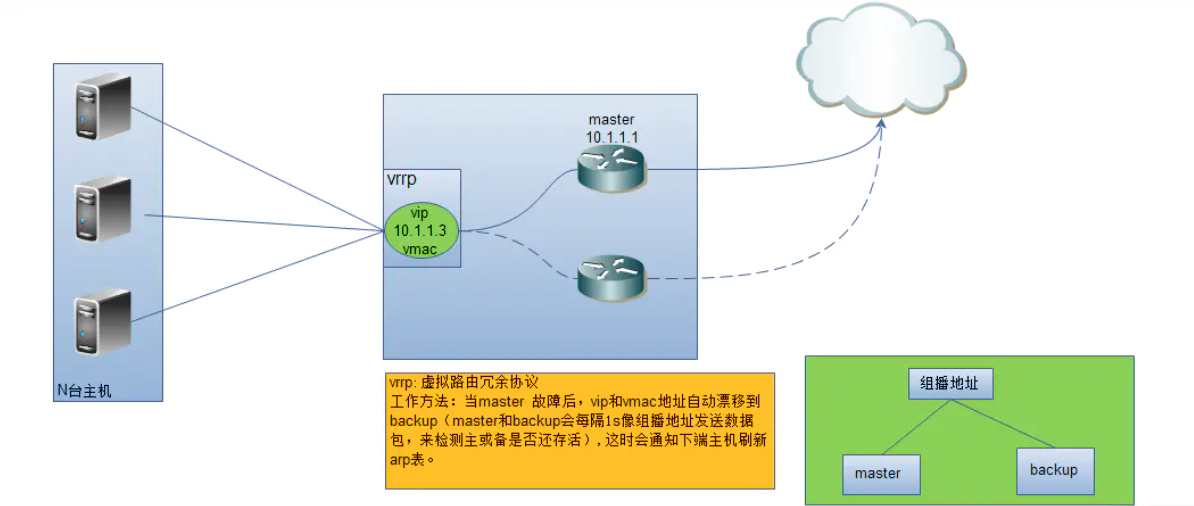 master
10.1.1.1
vrrp
vip
10.1.1.3
vmac
N台主机
vrrp: 虚拟路由冗余协议
工作方法：当master 故障后，vip和vmac地址自动漂移到
backup（master和backup会每隔1s像组播地址发送数据
包，来检测主或备是否还存活）,这时会通知下端主机刷新
arp表。
组播地址
master
backup